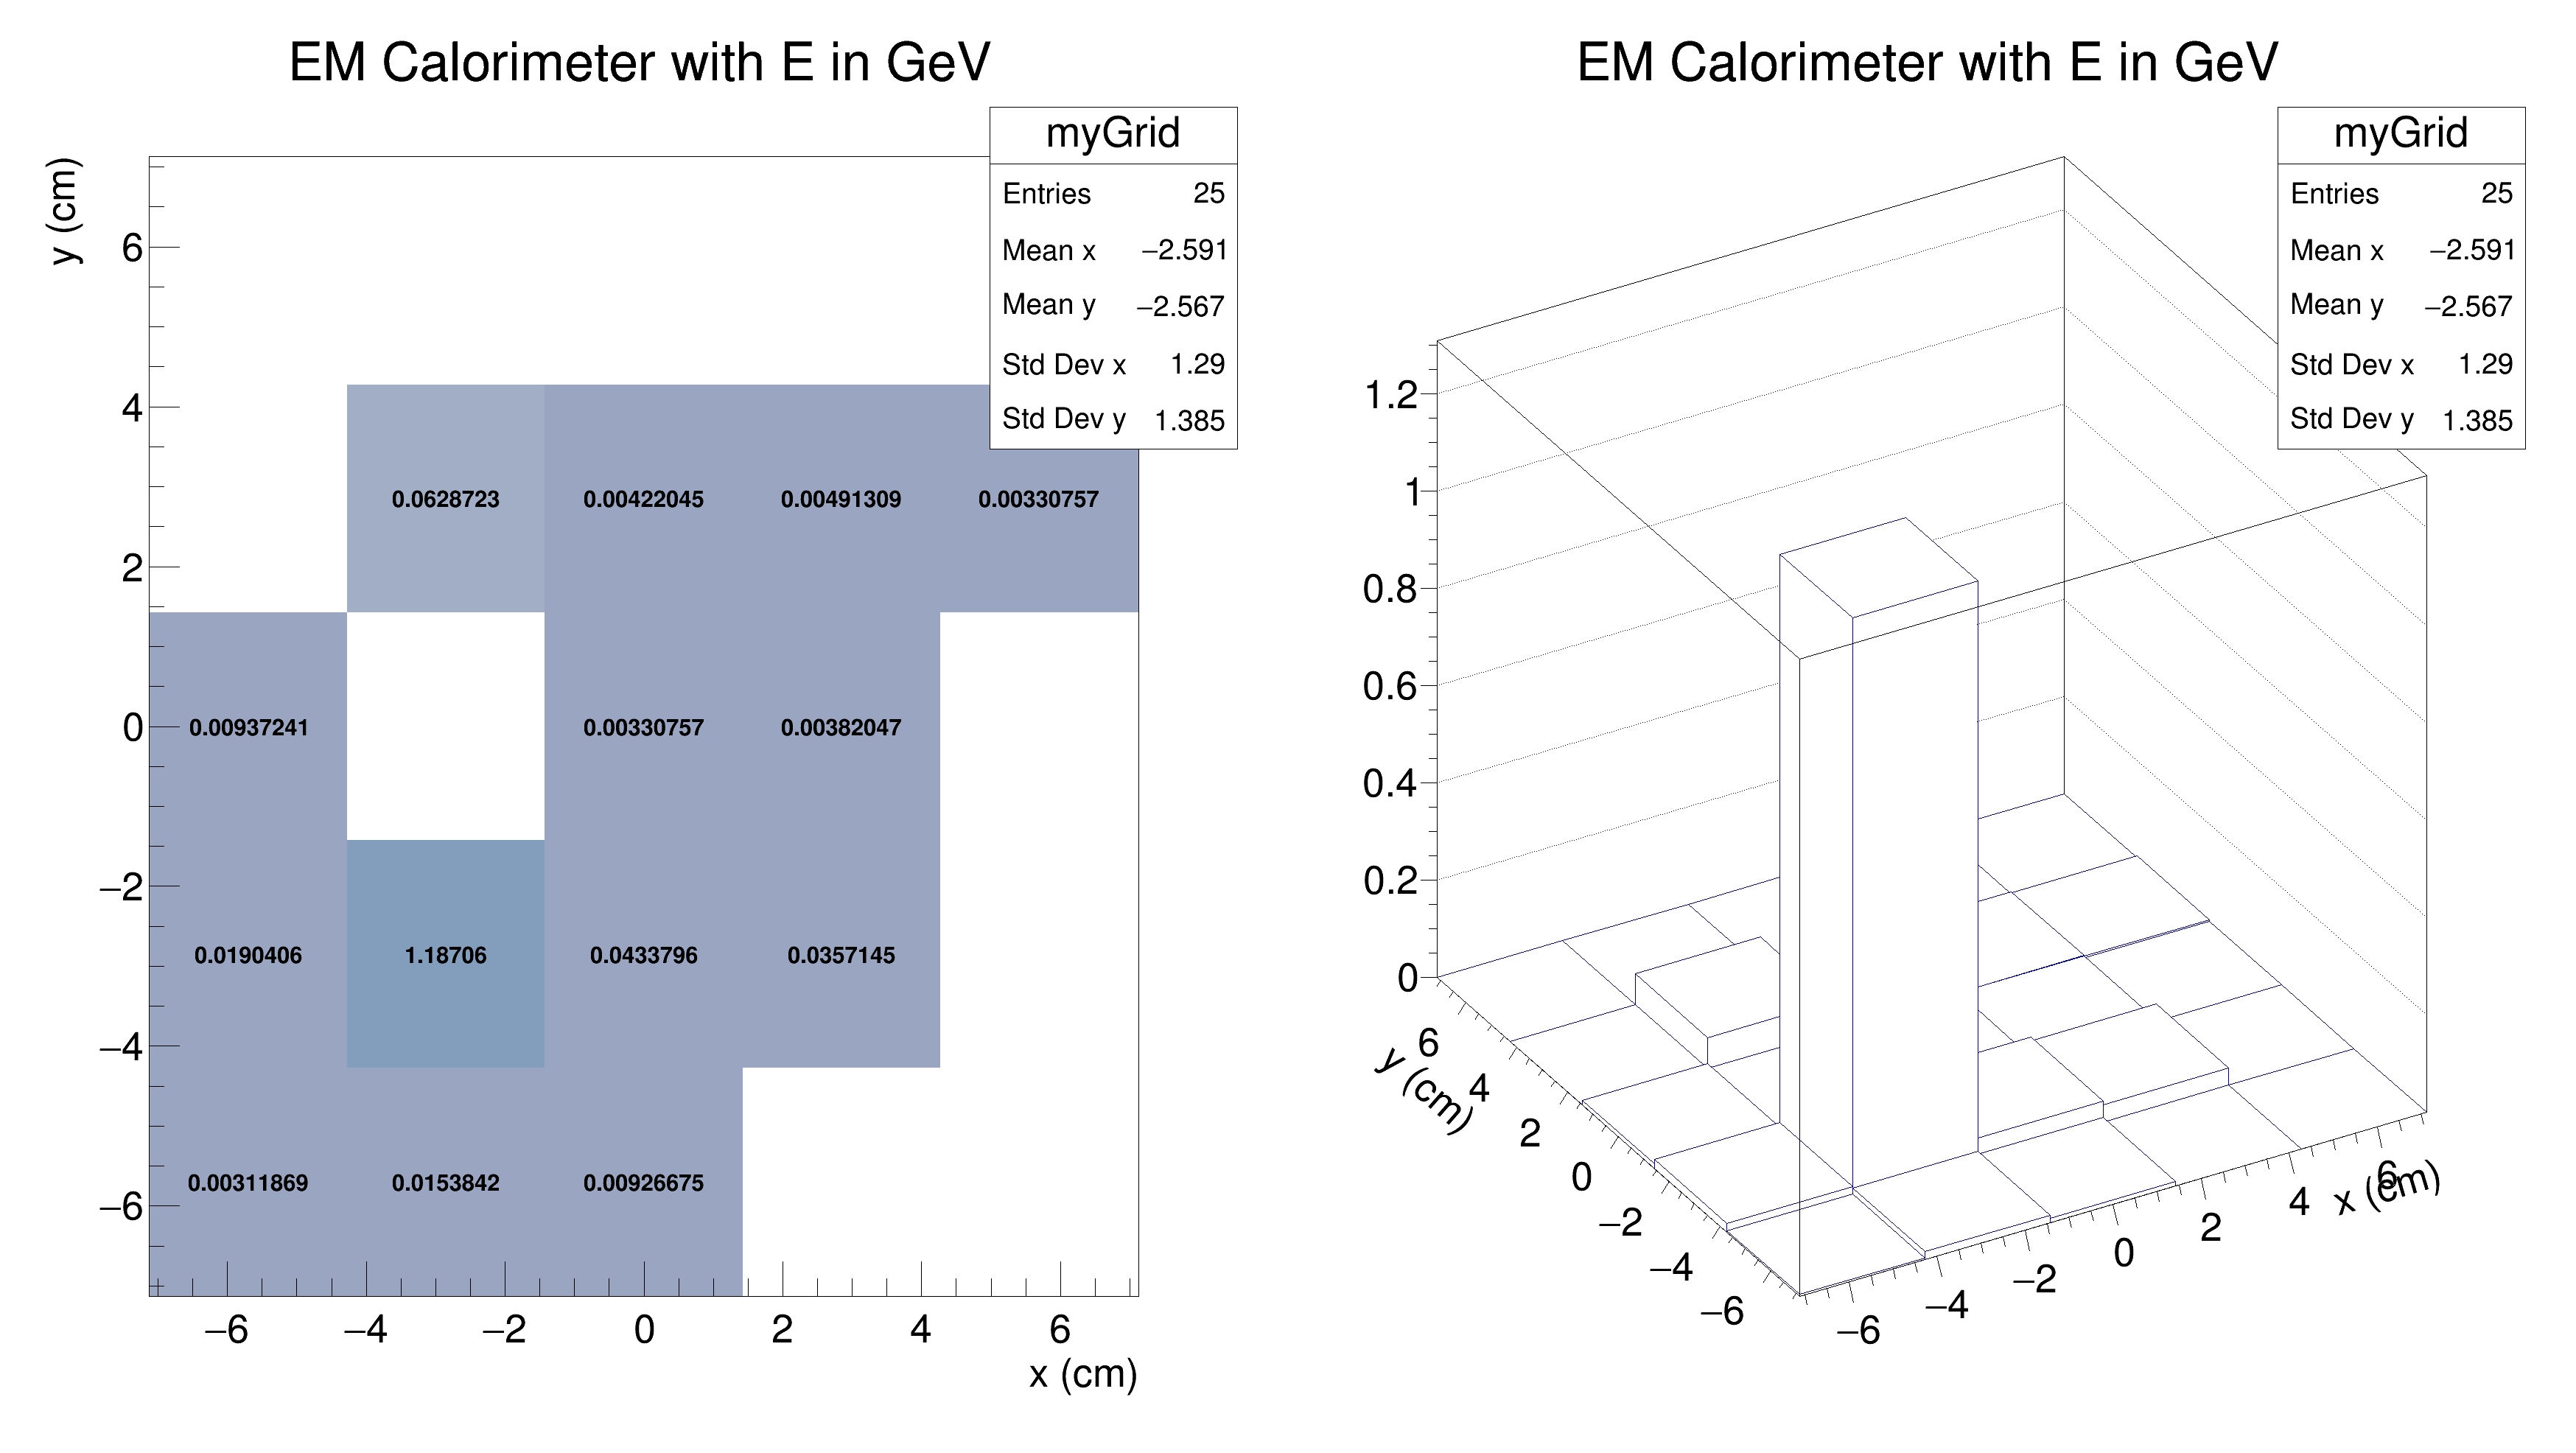 EM Calorimeter with E in GeV
myGrid
Entries 25
Mean x −2.591
Mean y −2.567
Std Dev x 1.29
Std Dev y 1.385
y (cm)
6
4
2
0
−2
−4
−6
0.0628723 0.00422045 0.00491309 0.00330757
0.00937241 0.00330757 0.00382047
0.0190406 1.18706 0.0433796 0.0357145
0.00311869 0.0153842 0.00926675
−6 −4 −2 0 2 4 6
x (cm)
EM Calorimeter with E in GeV
myGrid
Entries 25
Mean x −2.591
Mean y −2.567
Std Dev x 1.29
Std Dev y 1.385
1.2
1
0.8
0.6
0.4
0.2
0
y (cm)
6
4
2
0
−2
−4
−6
−6
−4
−2
0
2
4
6
x (cm)